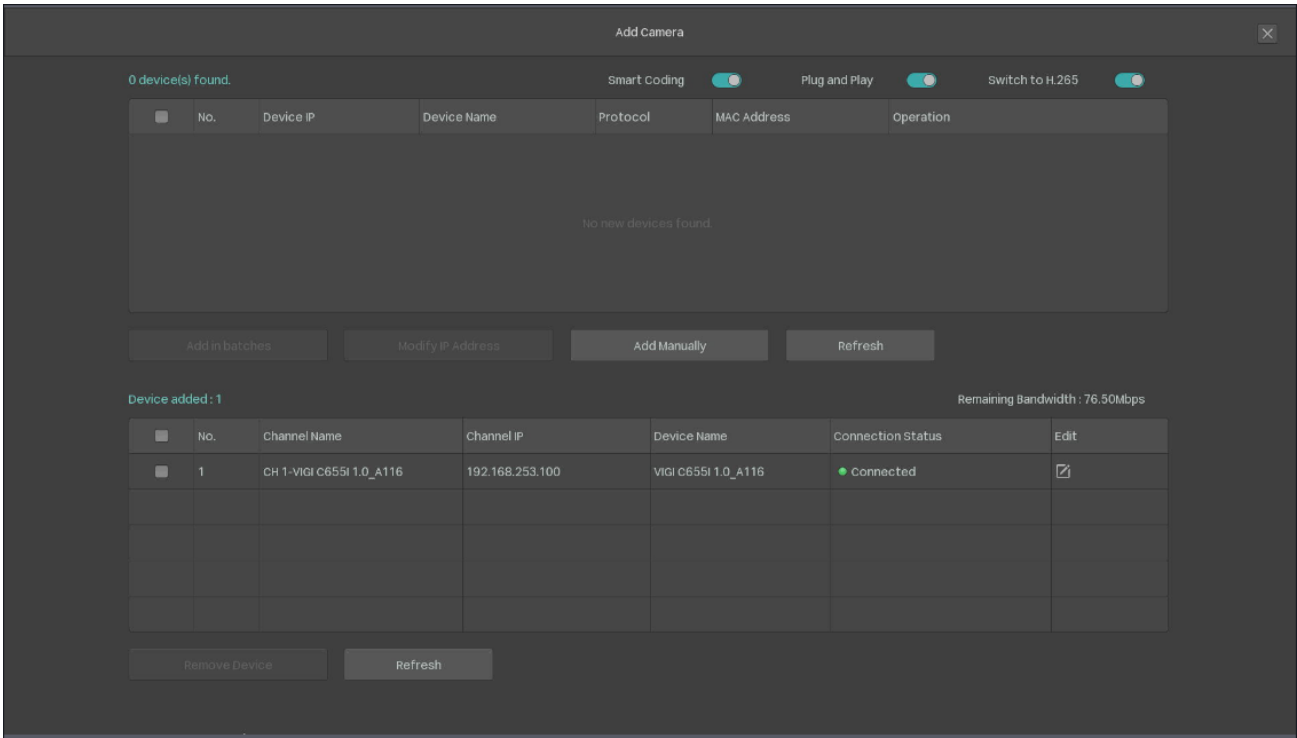 Add Camera
0 device(s) found. Smart Coding Plug and Play Switch to H.265
No. Device IP Device Name Protocol MAC Address Operation
No new devices found.
Add in batches Modify IP Address Add Manually Refresh
Device added : 1 Remaining Bandwidth : 76.50Mbps
No. Channel Name Channel IP Device Name Connection Status Edit
1 CH 1-VIGI C655I 1.0_A116 192.168.253.100 VIGI C655I 1.0_A116 Connected
Remove Device Refresh